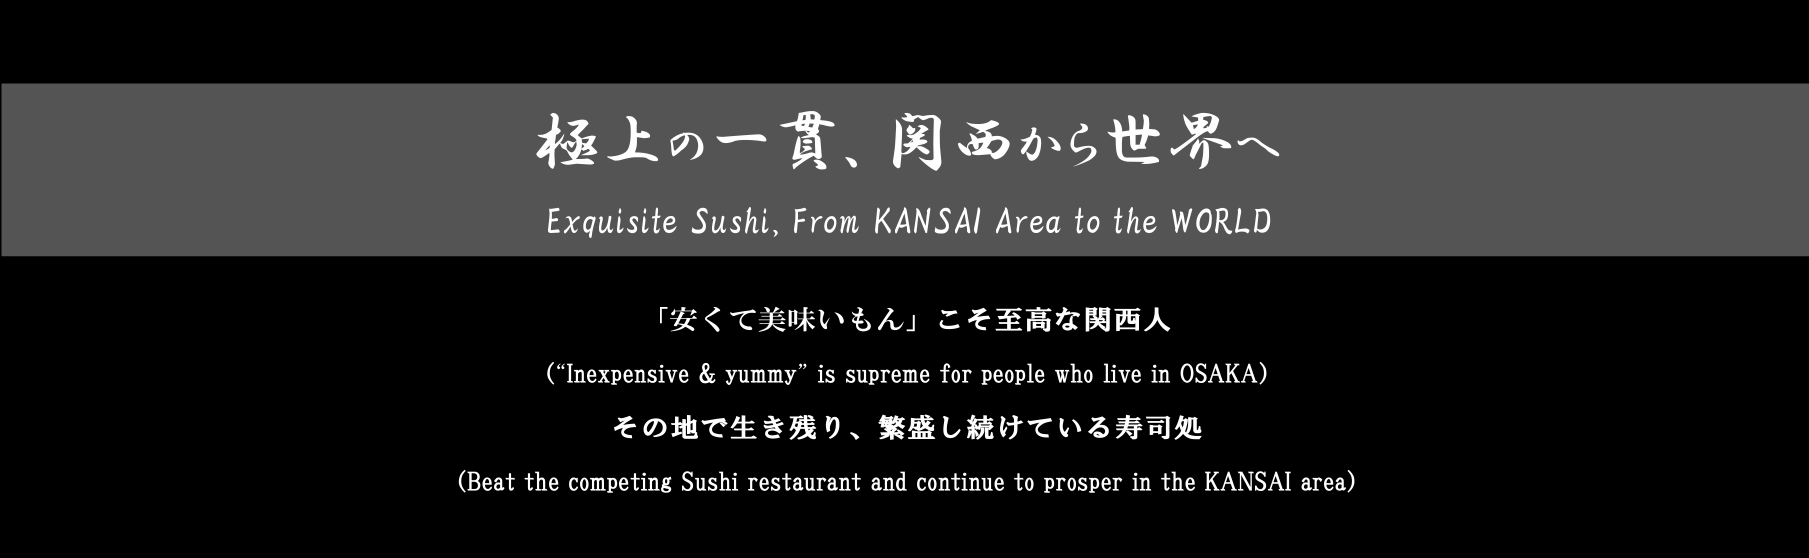 極上の一貫、関西から世界へ
Exquisite Sushi, From KANSAI Area to the WORLD
「安くて美味いもん」こそ至高な関西人
(“Inexpensive & yummy” is supreme for people who live in OSAKA)
その地で生き残り、繁盛し続けている寿司処
(Beat the competing Sushi restaurant and continue to prosper in the KANSAI area)